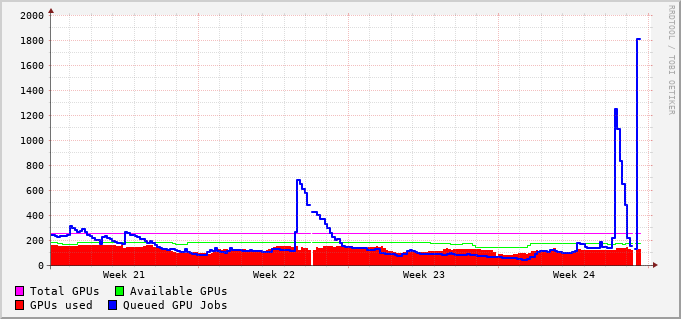 2000
1800
1600
1400
1200
1000
800
600
400
200
0
Week 21 Week 22 Week 23 Week 24
Total GPUs Available GPUs
GPUs used Queued GPU Jobs
RRDTOOL / TOBI OETIKER